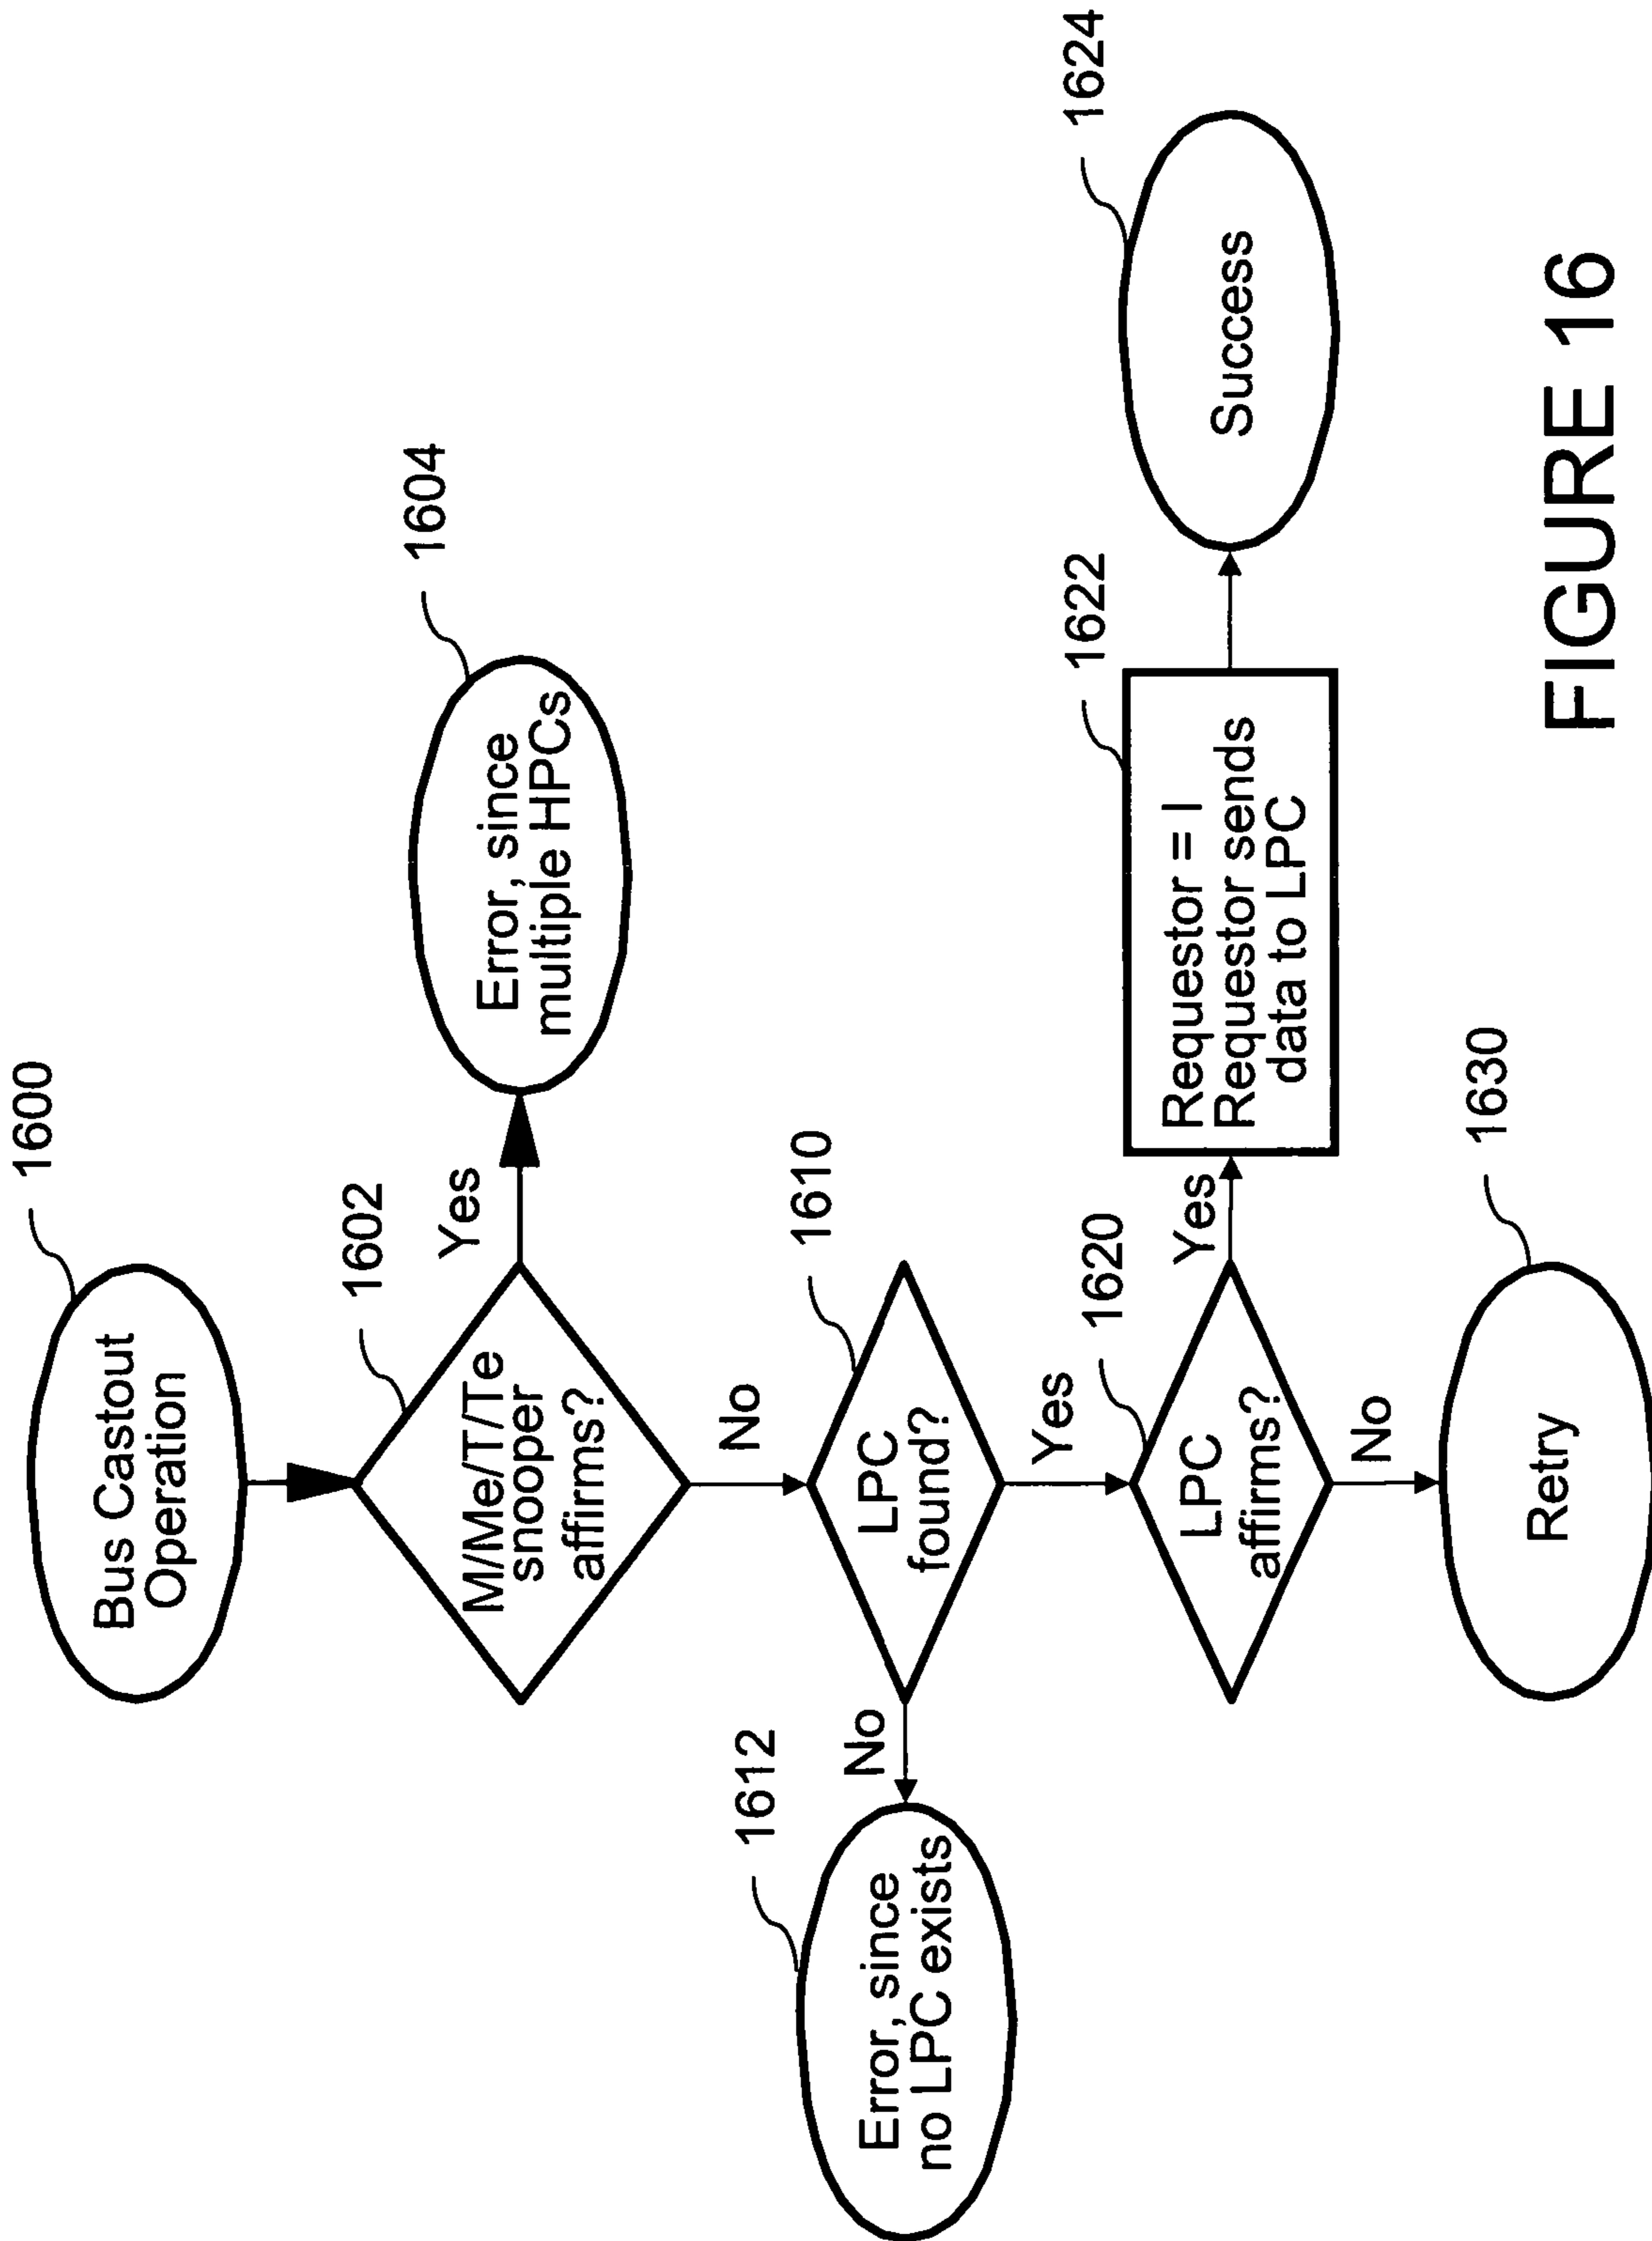 1600
Bus Castout
Operation
1602
M/Me/T/Te
snooper
affirms?
Yes
1604
Error, since
multiple HPCs
No
1610
LPC
found?
No
1612
Error, since
no LPC exists
Yes
1620
LPC
affirms?
Yes
1622
Requestor = I
Requestor sends
data to LPC
1624
Success
No
1630
Retry
FIGURE 16